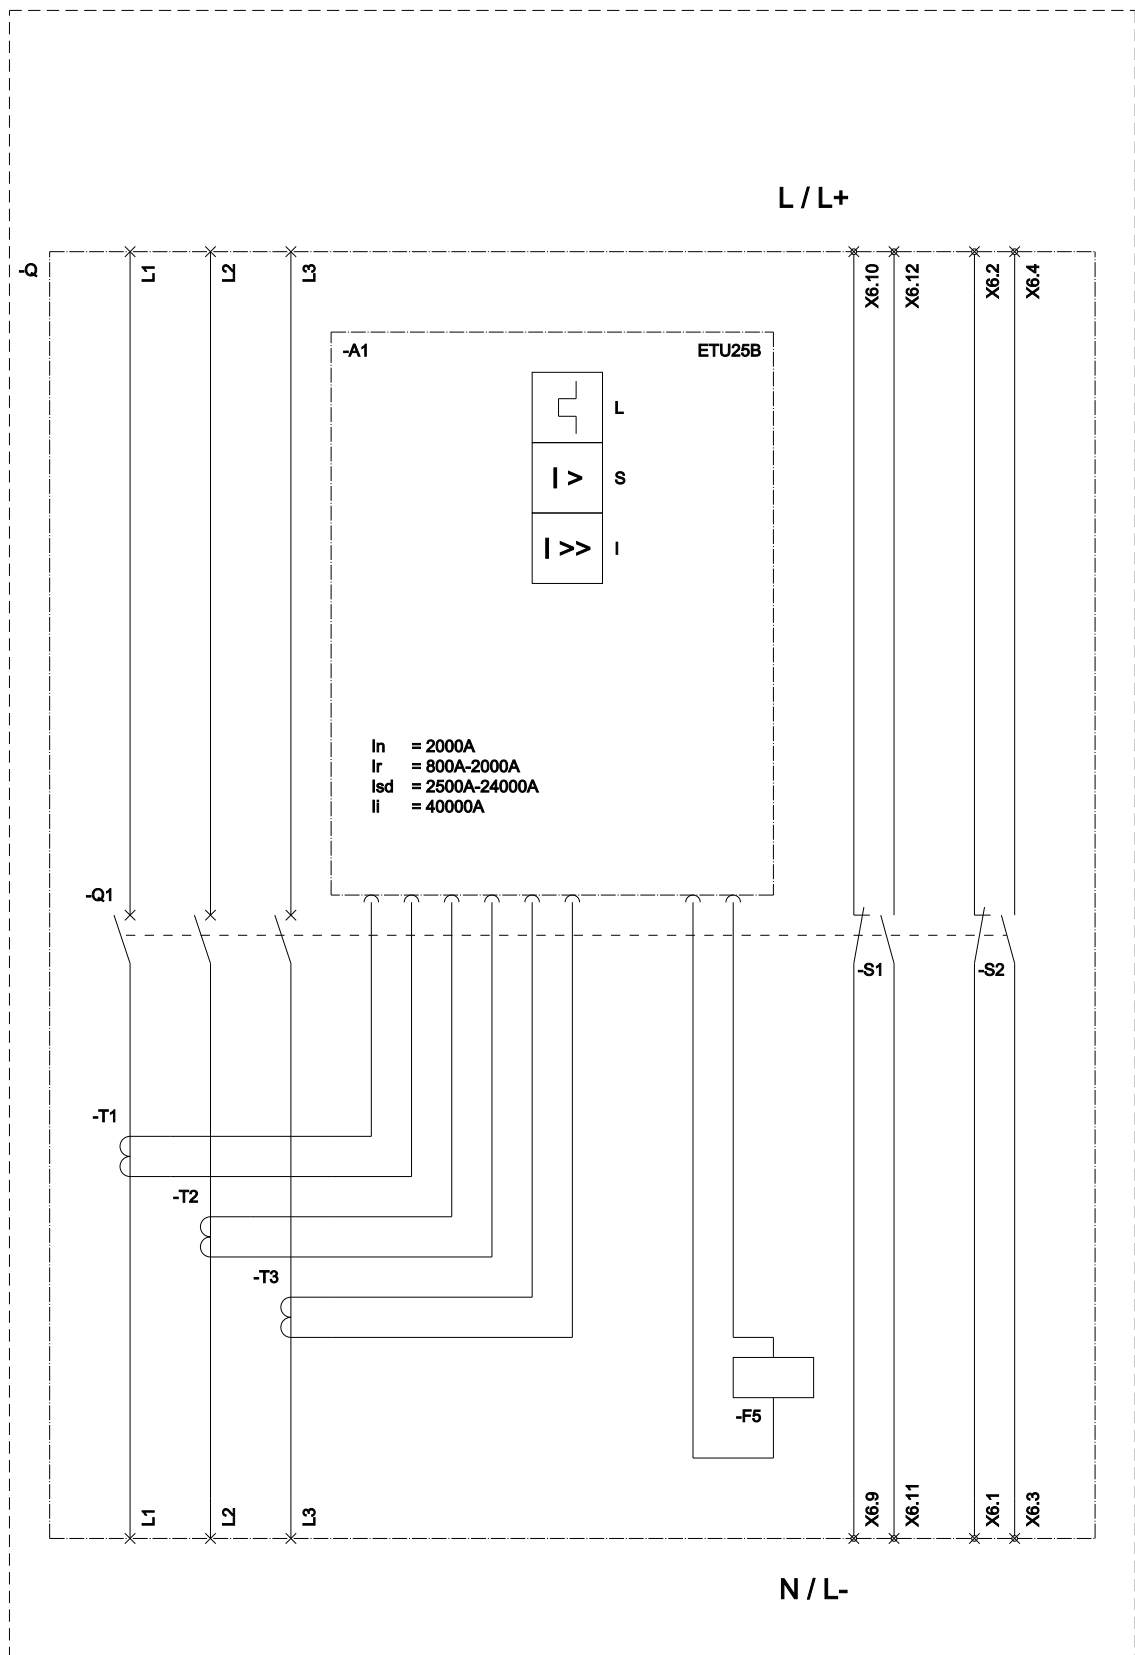 L / L+
-Q
L1
L2
L3
X6.10
X6.12
X6.2
X6.4
-A1
ETU25B
L
I >
S
I >>
I
In = 2000A
Ir = 800A-2000A
Isd = 2500A-24000A
Ii = 40000A
-Q1
-S1
-S2
-T1
-T2
-T3
-F5
L1
L2
L3
X6.9
X6.11
X6.1
X6.3
N / L-